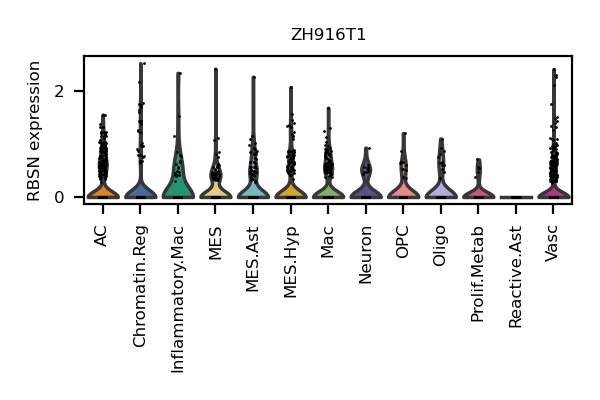 ZH916T1
RBSN expression
2
0
AC
Chromatin.Reg
Inflammatory.Mac
MES
MES.Ast
MES.Hyp
Mac
Neuron
OPC
Oligo
Prolif.Metab
Reactive.Ast
Vasc